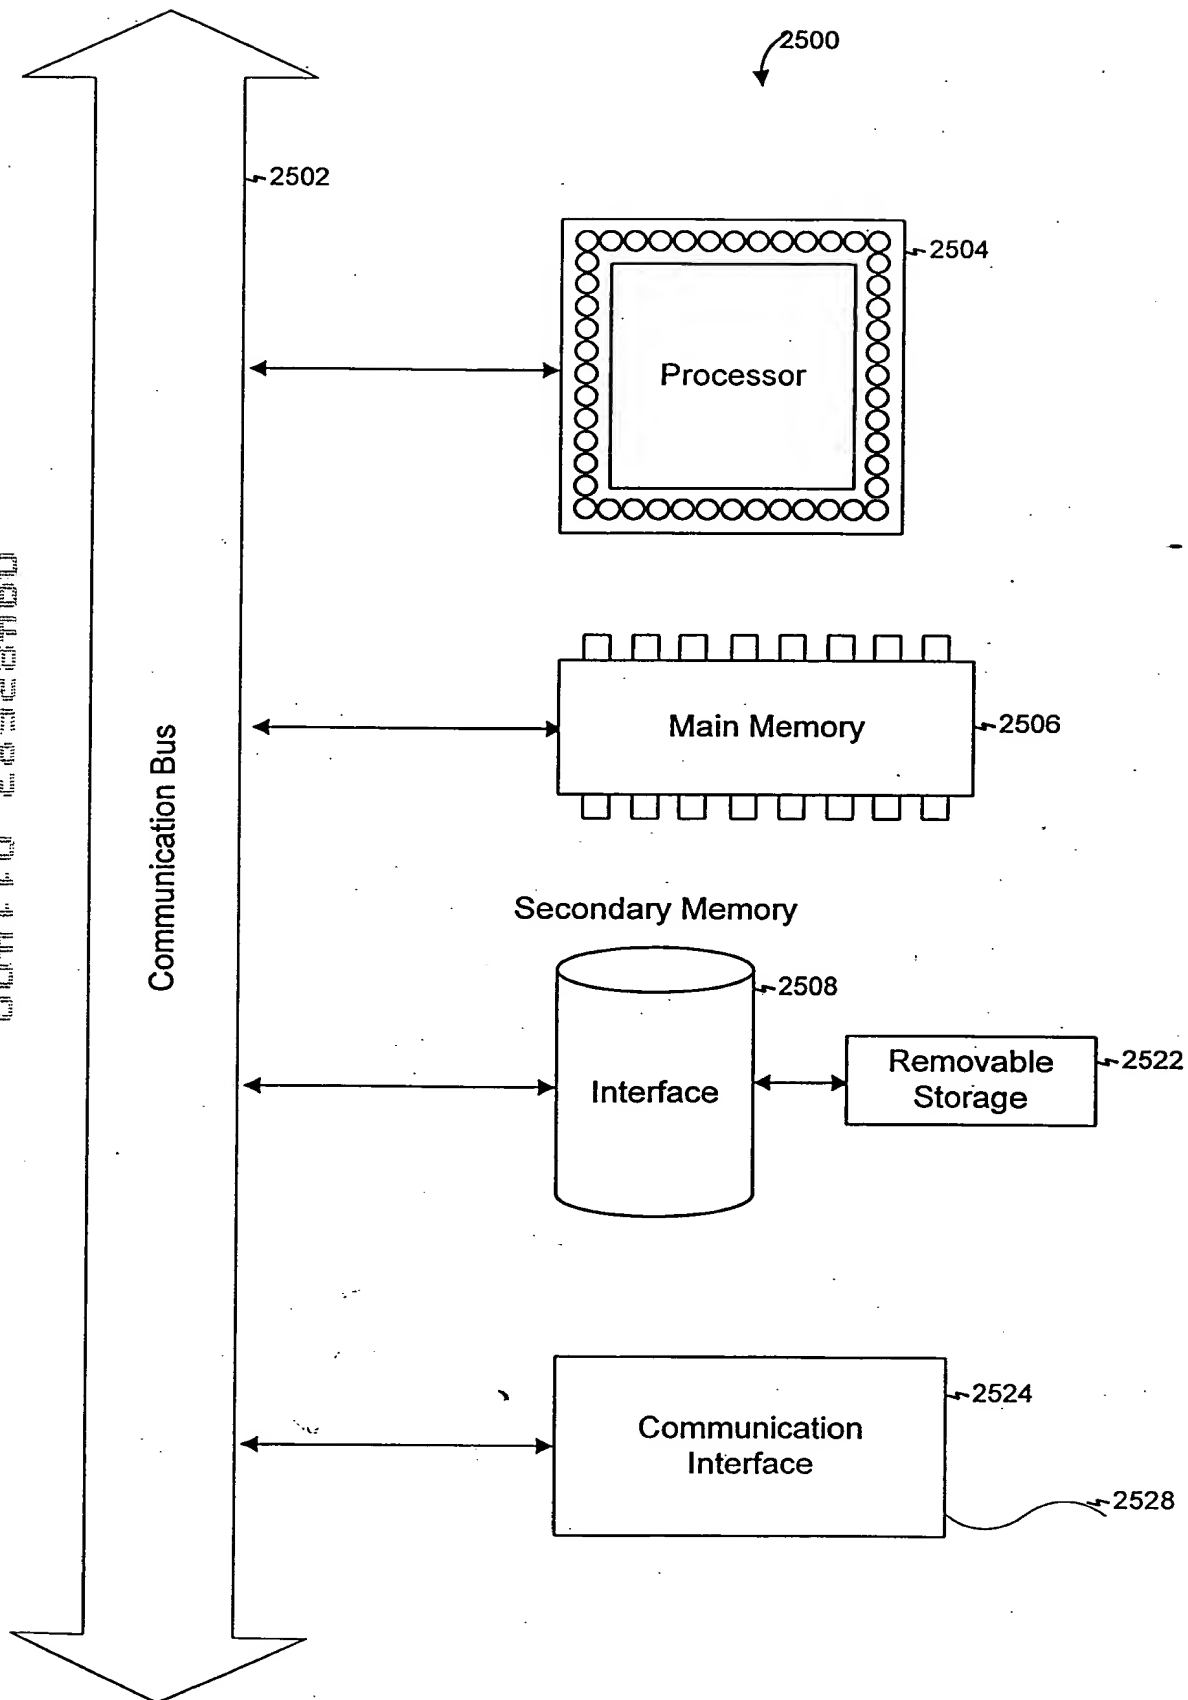 2500
2502
2504
Processor
Main Memory
2506
Communication Bus
Secondary Memory
2508
Interface
Removable
Storage
2522
2524
Communication
Interface
2528